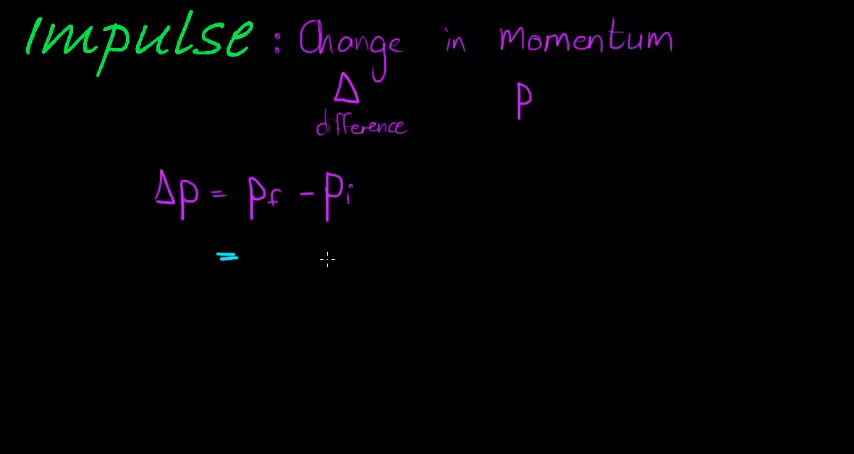 Impulse: Change in Momentum
Δ p
difference
Δp = pf - pi
=